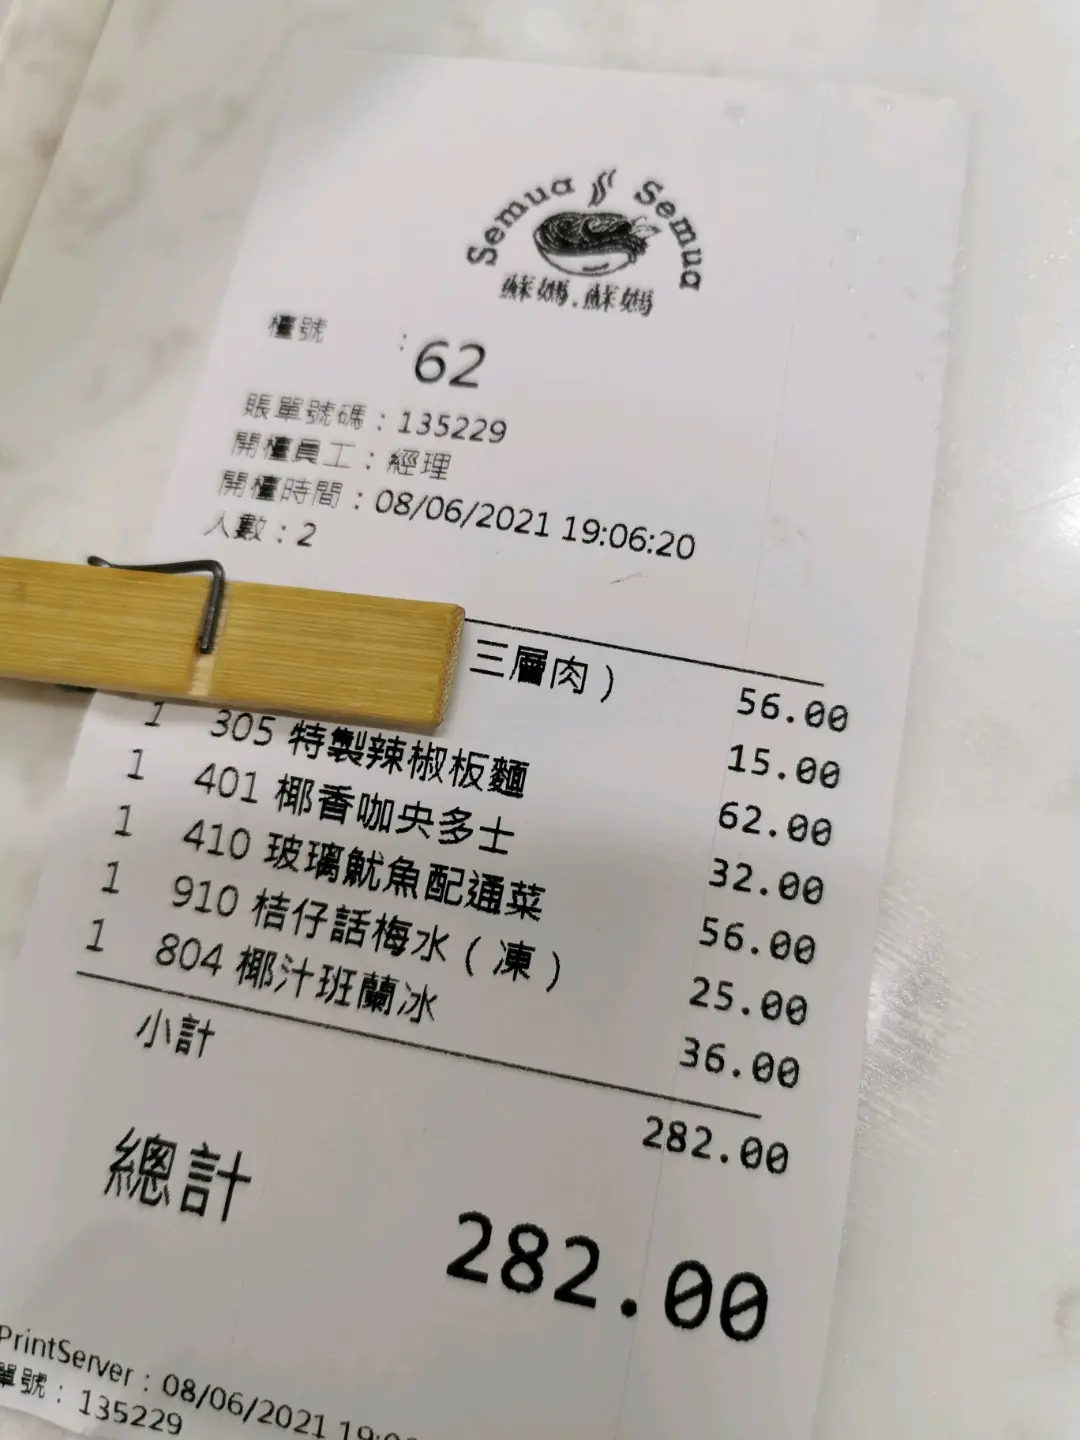 Semua Semua
蘇媽.蘇媽
檯號 : 62
賬單號碼：135229
開檯員工：經理
開檯時間：08/06/2021 19:06:20
人數：2
三層肉） 56.00
15.00
1 305 特製辣椒板麵 62.00
1 401 椰香咖央多士 32.00
1 410 玻璃魷魚配通菜 56.00
1 910 桔仔話梅水（凍） 25.00
1 804 椰汁班蘭冰 36.00
小計 282.00
總計 282.00
PrintServer：08/06/2021 19:0
單號：135229